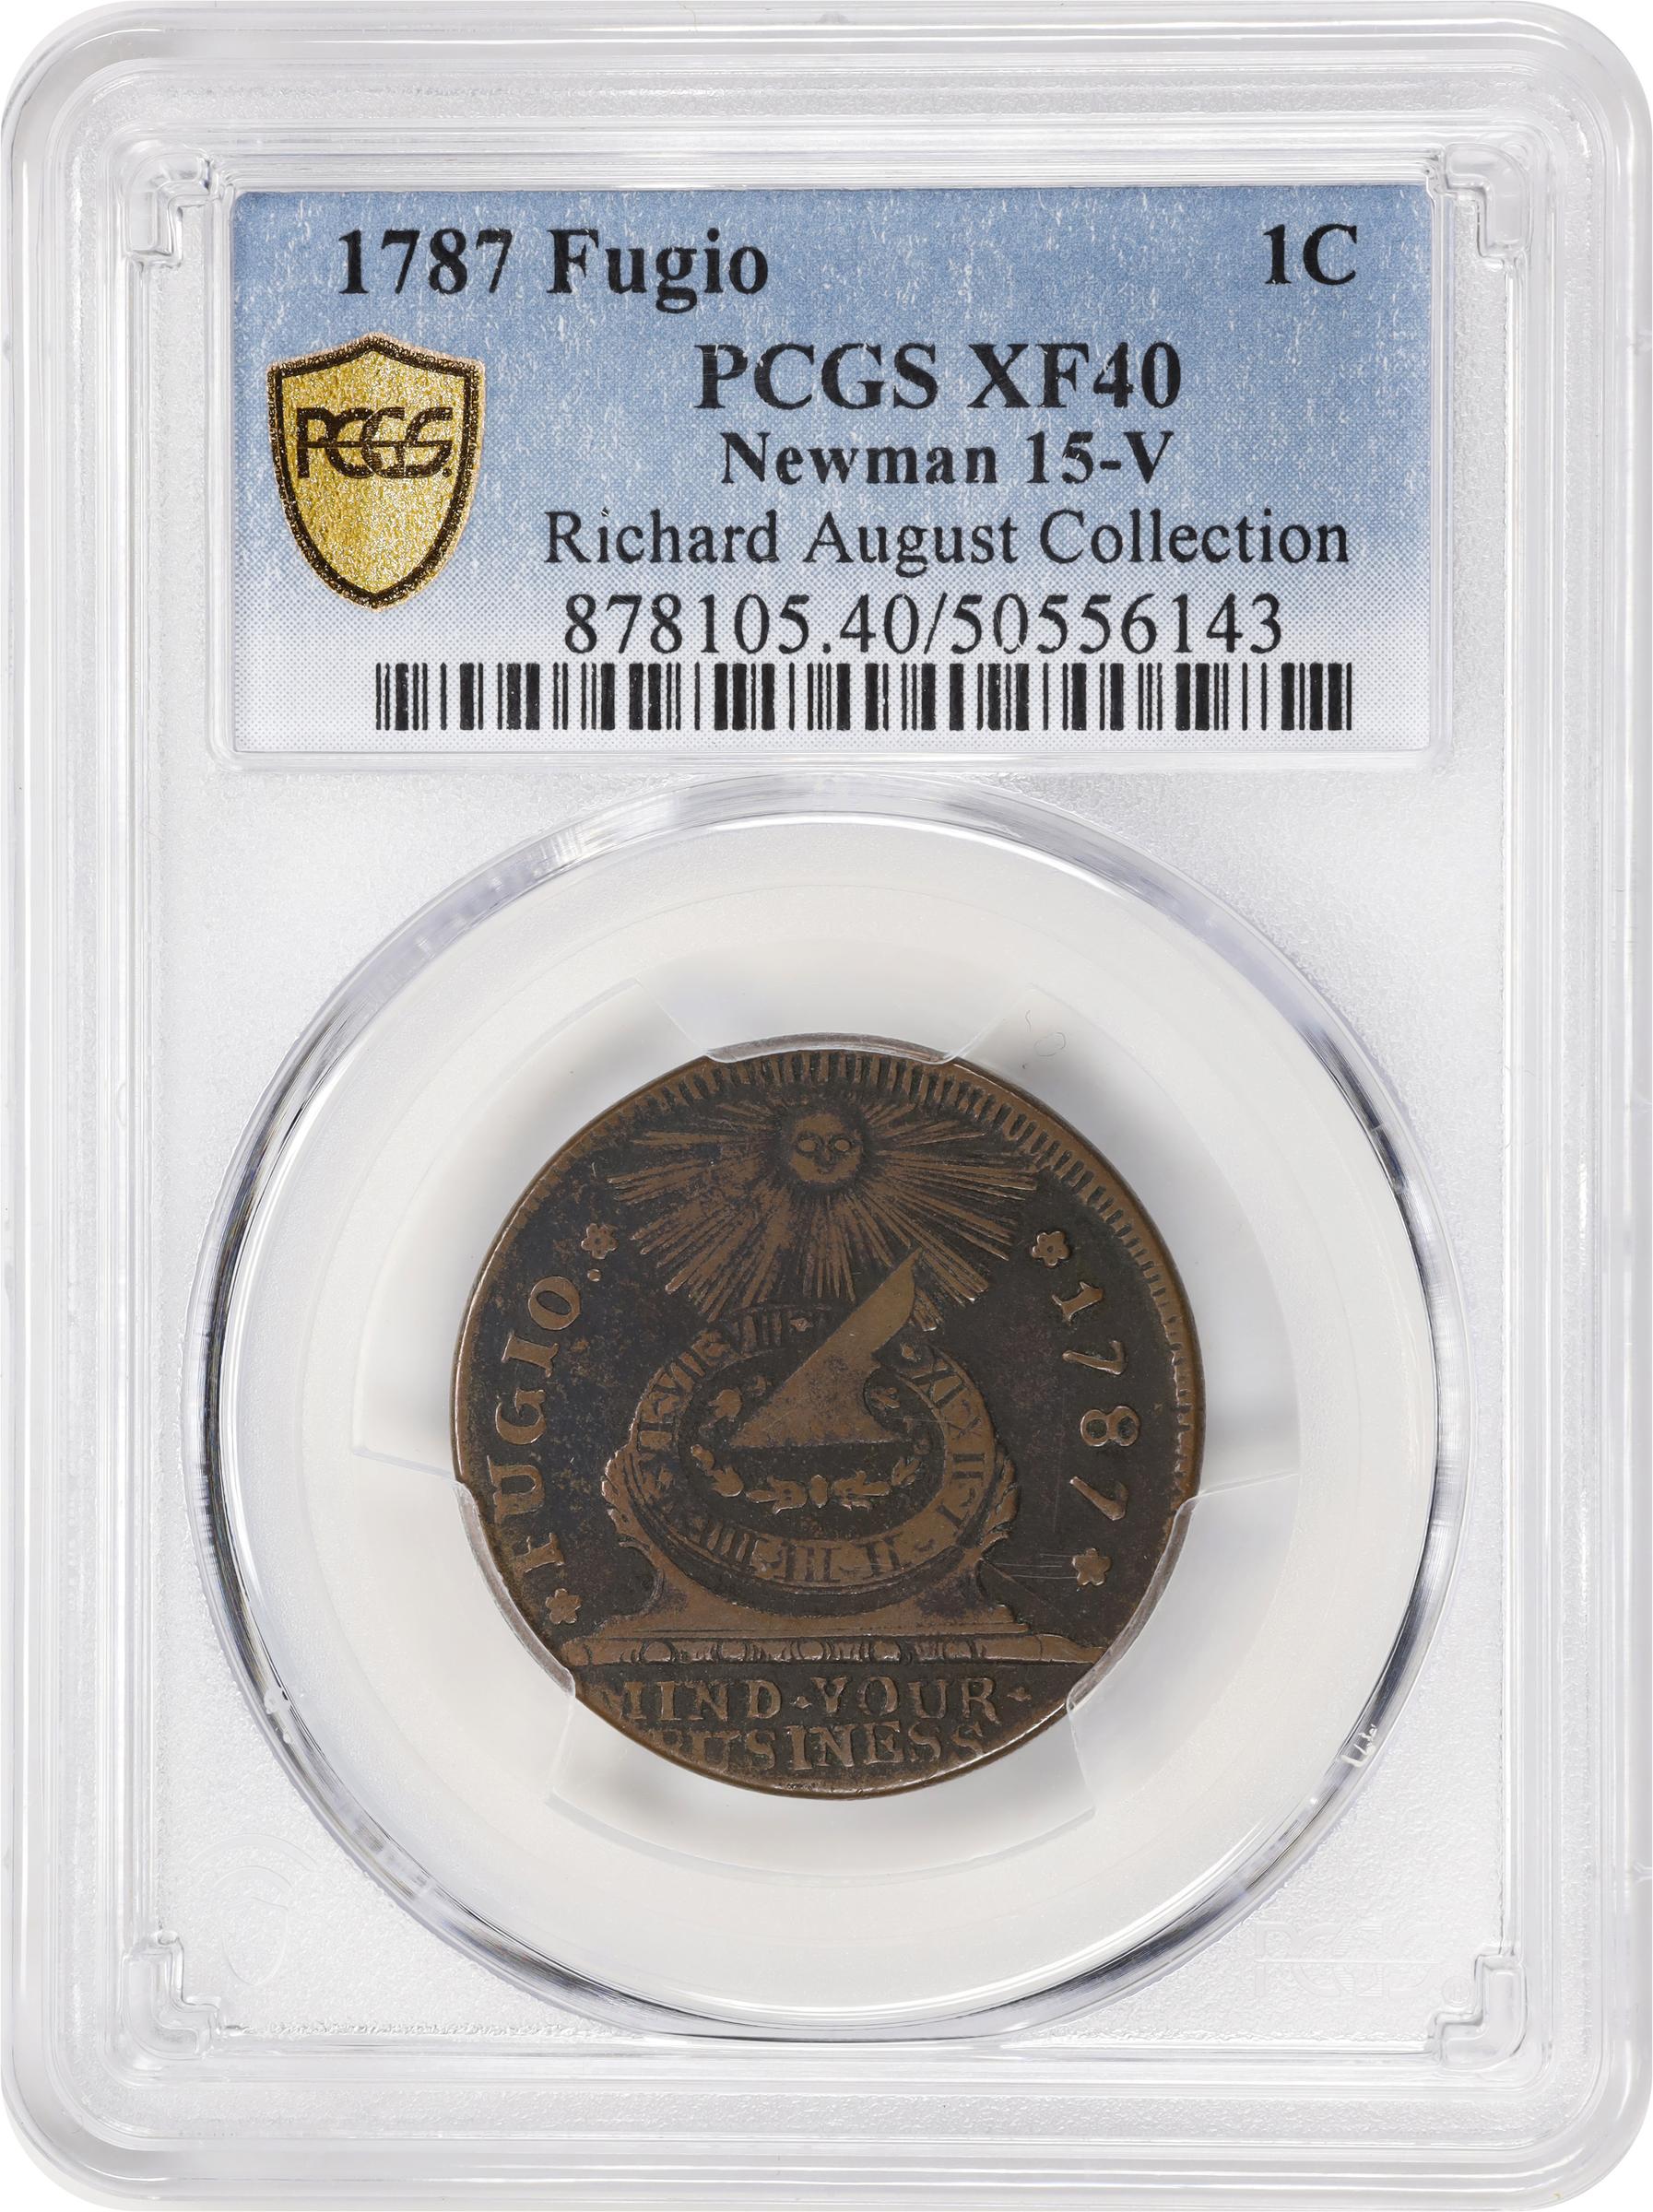 1787 Fugio 1C
PCGS XF40
PCGS
Newman 15-V
Richard August Collection
878105.40/50556143
FUGIO.
1787
MIND YOUR
BUSINESS